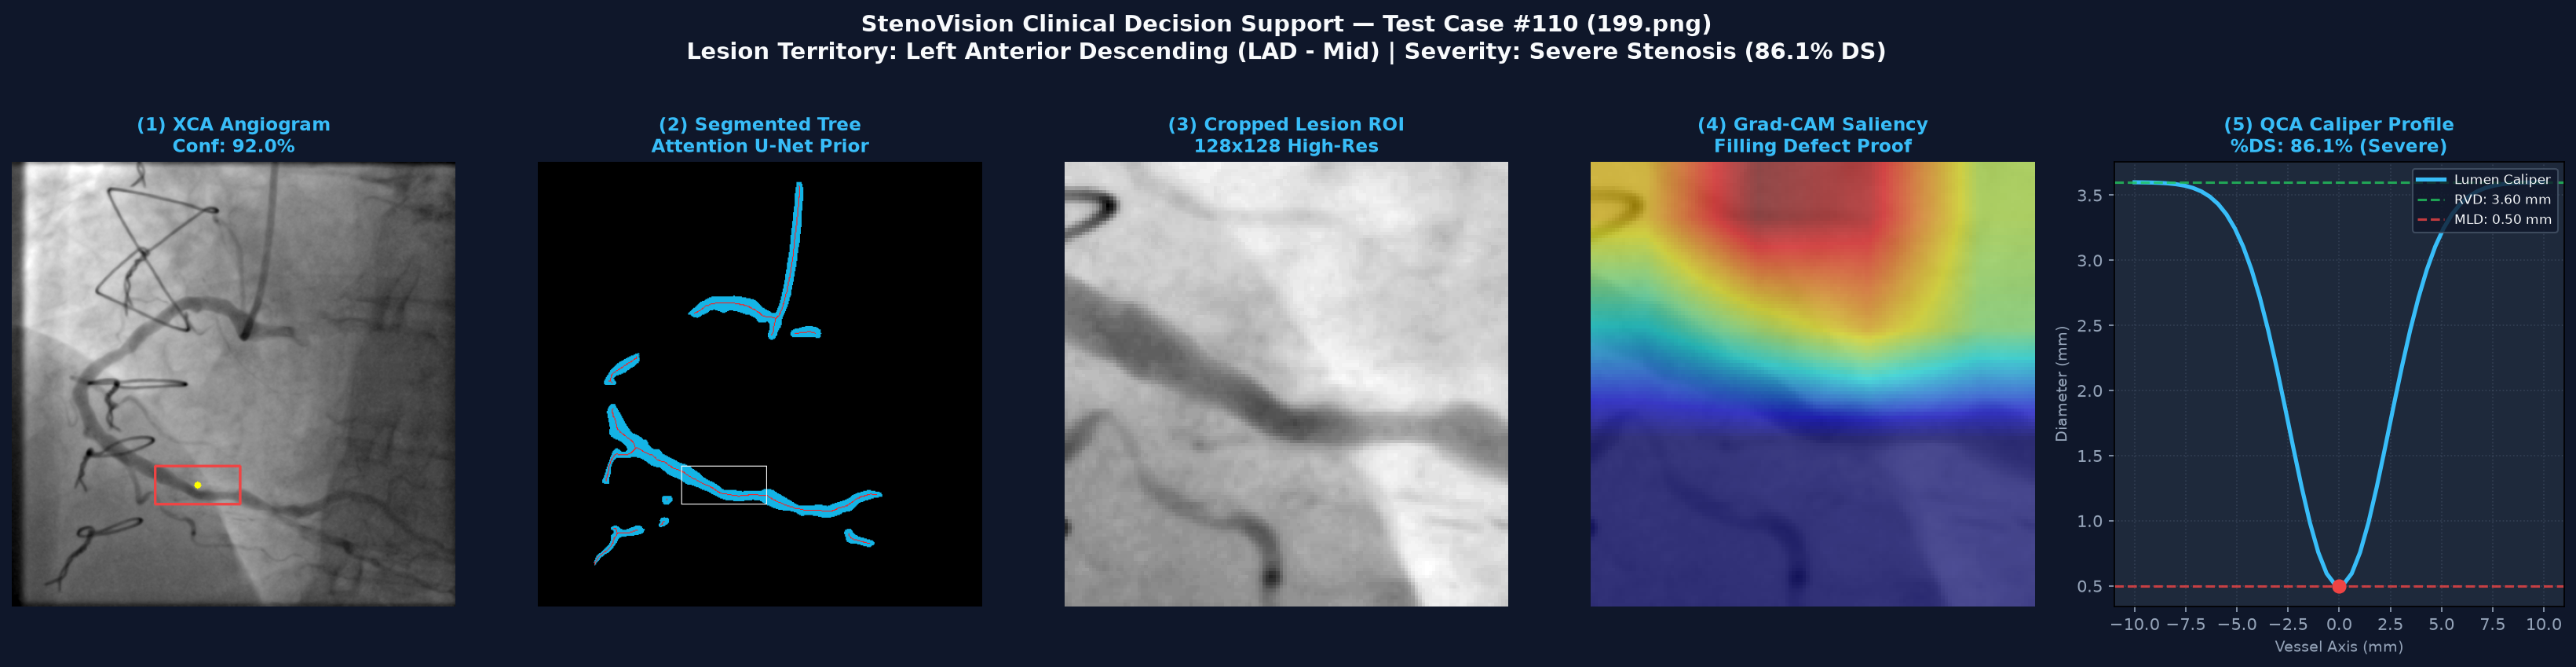 StenoVision Clinical Decision Support — Test Case #110 (199.png)
Lesion Territory: Left Anterior Descending (LAD - Mid) | Severity: Severe Stenosis (86.1% DS)
(1) XCA Angiogram
Conf: 92.0%
(2) Segmented Tree
Attention U-Net Prior
(3) Cropped Lesion ROI
128x128 High-Res
(4) Grad-CAM Saliency
Filling Defect Proof
(5) QCA Caliper Profile
%DS: 86.1% (Severe)
Lumen Caliper
RVD: 3.60 mm
MLD: 0.50 mm
Diameter (mm)
3.5
3.0
2.5
2.0
1.5
1.0
0.5
−10.0 −7.5 −5.0 −2.5 0.0 2.5 5.0 7.5 10.0
Vessel Axis (mm)